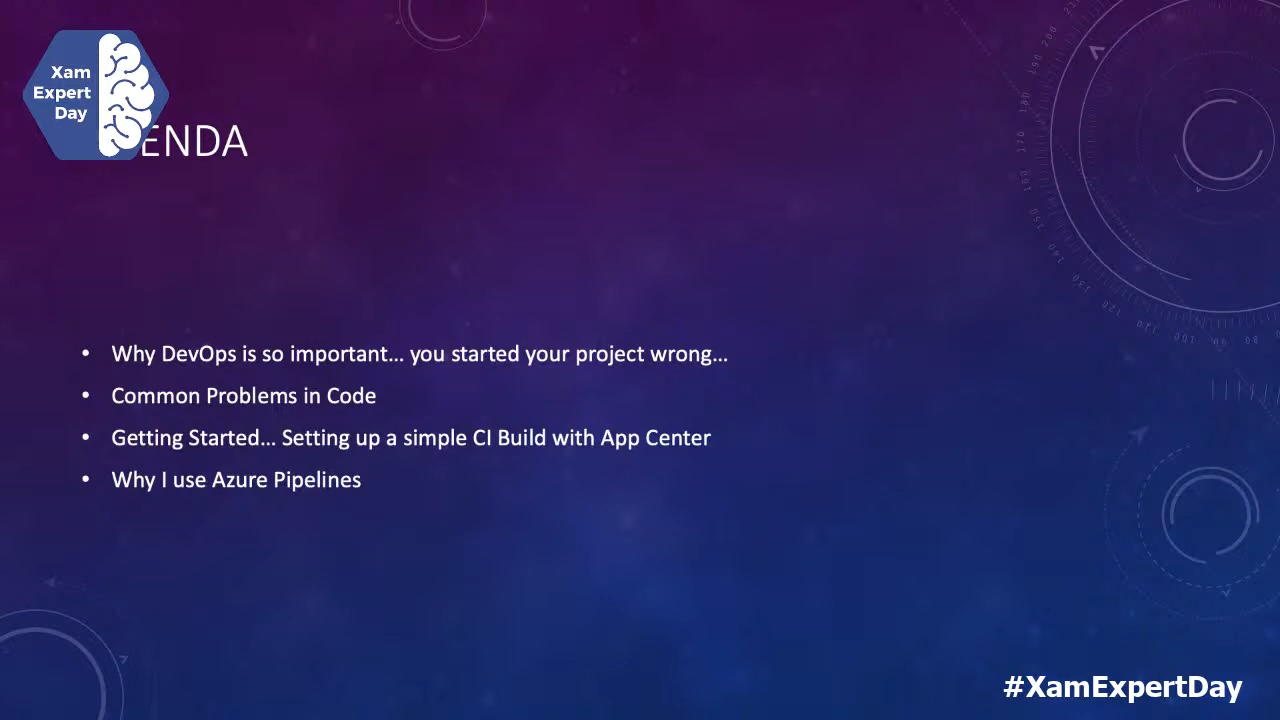 Xam
Expert
Day
ENDA
• Why DevOps is so important... you started your project wrong...
• Common Problems in Code
• Getting Started... Setting up a simple CI Build with App Center
• Why I use Azure Pipelines
#XamExpertDay